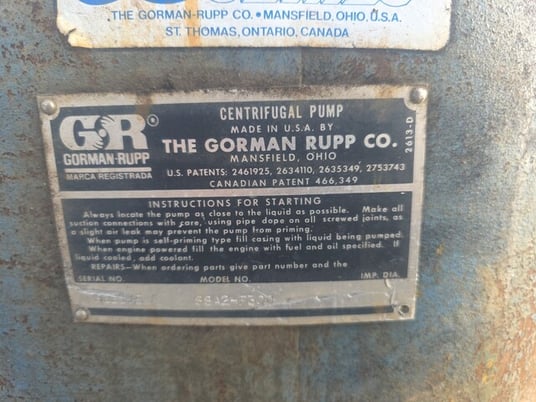 THE GORMAN-RUPP CO. • MANSFIELD, OHIO, U.S.A.
ST. THOMAS, ONTARIO, CANADA
GR®
GORMAN-RUPP
MARCA REGISTRADA
CENTRIFUGAL PUMP
MADE IN U.S.A. BY
THE GORMAN RUPP CO.
MANSFIELD, OHIO
U.S. PATENTS: 2461925, 2634110, 2635349, 2753743
CANADIAN PATENT 466,349
2613-D
INSTRUCTIONS FOR STARTING
Always locate the pump as close to the liquid as possible. Make all
suction connections with care, using pipe dope on all screwed joints, as
a slight air leak may prevent the pump from priming.
When pump is self-priming type fill casing with liquid being pumped.
When engine powered fill the engine with fuel and oil specified. If
liquid cooled, add coolant.
REPAIRS—When ordering parts give part number and the
SERIAL NO. MODEL NO. IMP. DIA.